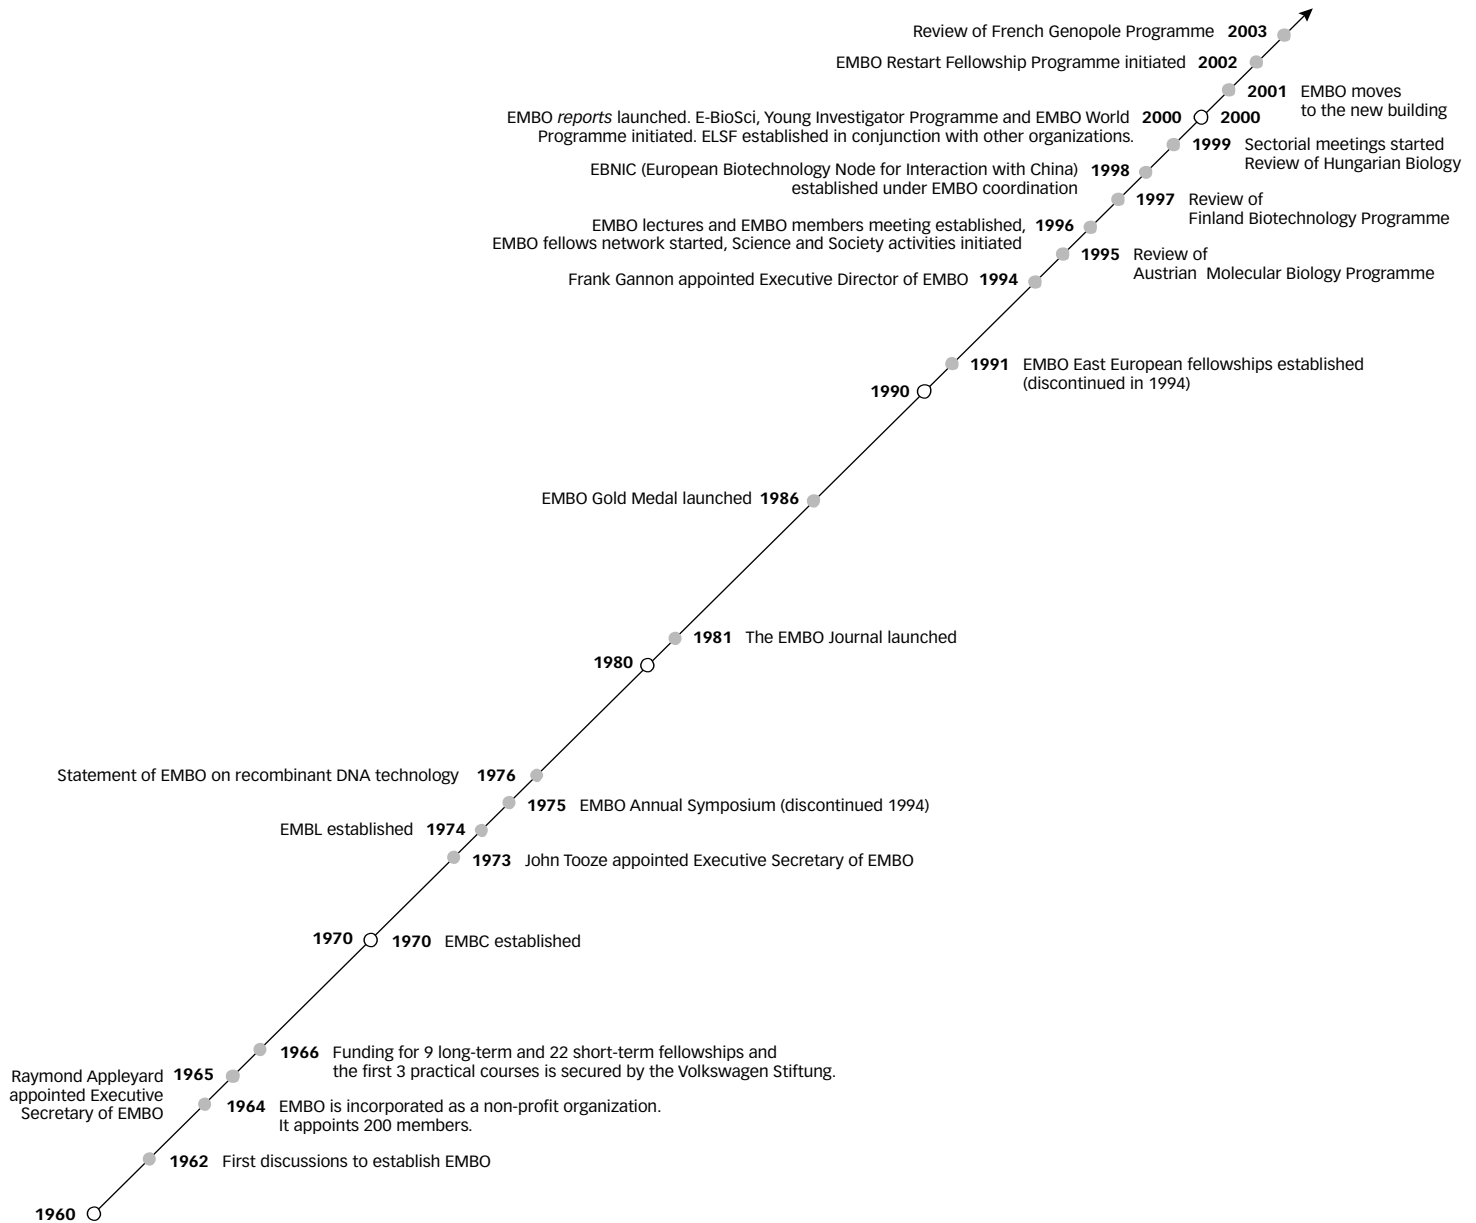 Review of French Genopole Programme 2003
EMBO Restart Fellowship Programme initiated 2002
2001 EMBO moves
to the new building
EMBO reports launched. E-BioSci, Young Investigator Programme and EMBO World 2000 2000
Programme initiated. ELSF established in conjunction with other organizations.
1999 Sectorial meetings started
Review of Hungarian Biology
EBNIC (European Biotechnology Node for Interaction with China) 1998
established under EMBO coordination
1997 Review of
Finland Biotechnology Programme
EMBO lectures and EMBO members meeting established, 1996
EMBO fellows network started, Science and Society activities initiated
1995 Review of
Austrian Molecular Biology Programme
Frank Gannon appointed Executive Director of EMBO 1994
1991 EMBO East European fellowships established
(discontinued in 1994)
1990
EMBO Gold Medal launched 1986
1981 The EMBO Journal launched
1980
Statement of EMBO on recombinant DNA technology 1976
1975 EMBO Annual Symposium (discontinued 1994)
EMBL established 1974
1973 John Tooze appointed Executive Secretary of EMBO
1970 1970 EMBC established
1966 Funding for 9 long-term and 22 short-term fellowships and
the first 3 practical courses is secured by the Volkswagen Stiftung.
Raymond Appleyard 1965
appointed Executive
Secretary of EMBO
1964 EMBO is incorporated as a non-profit organization.
It appoints 200 members.
1962 First discussions to establish EMBO
1960